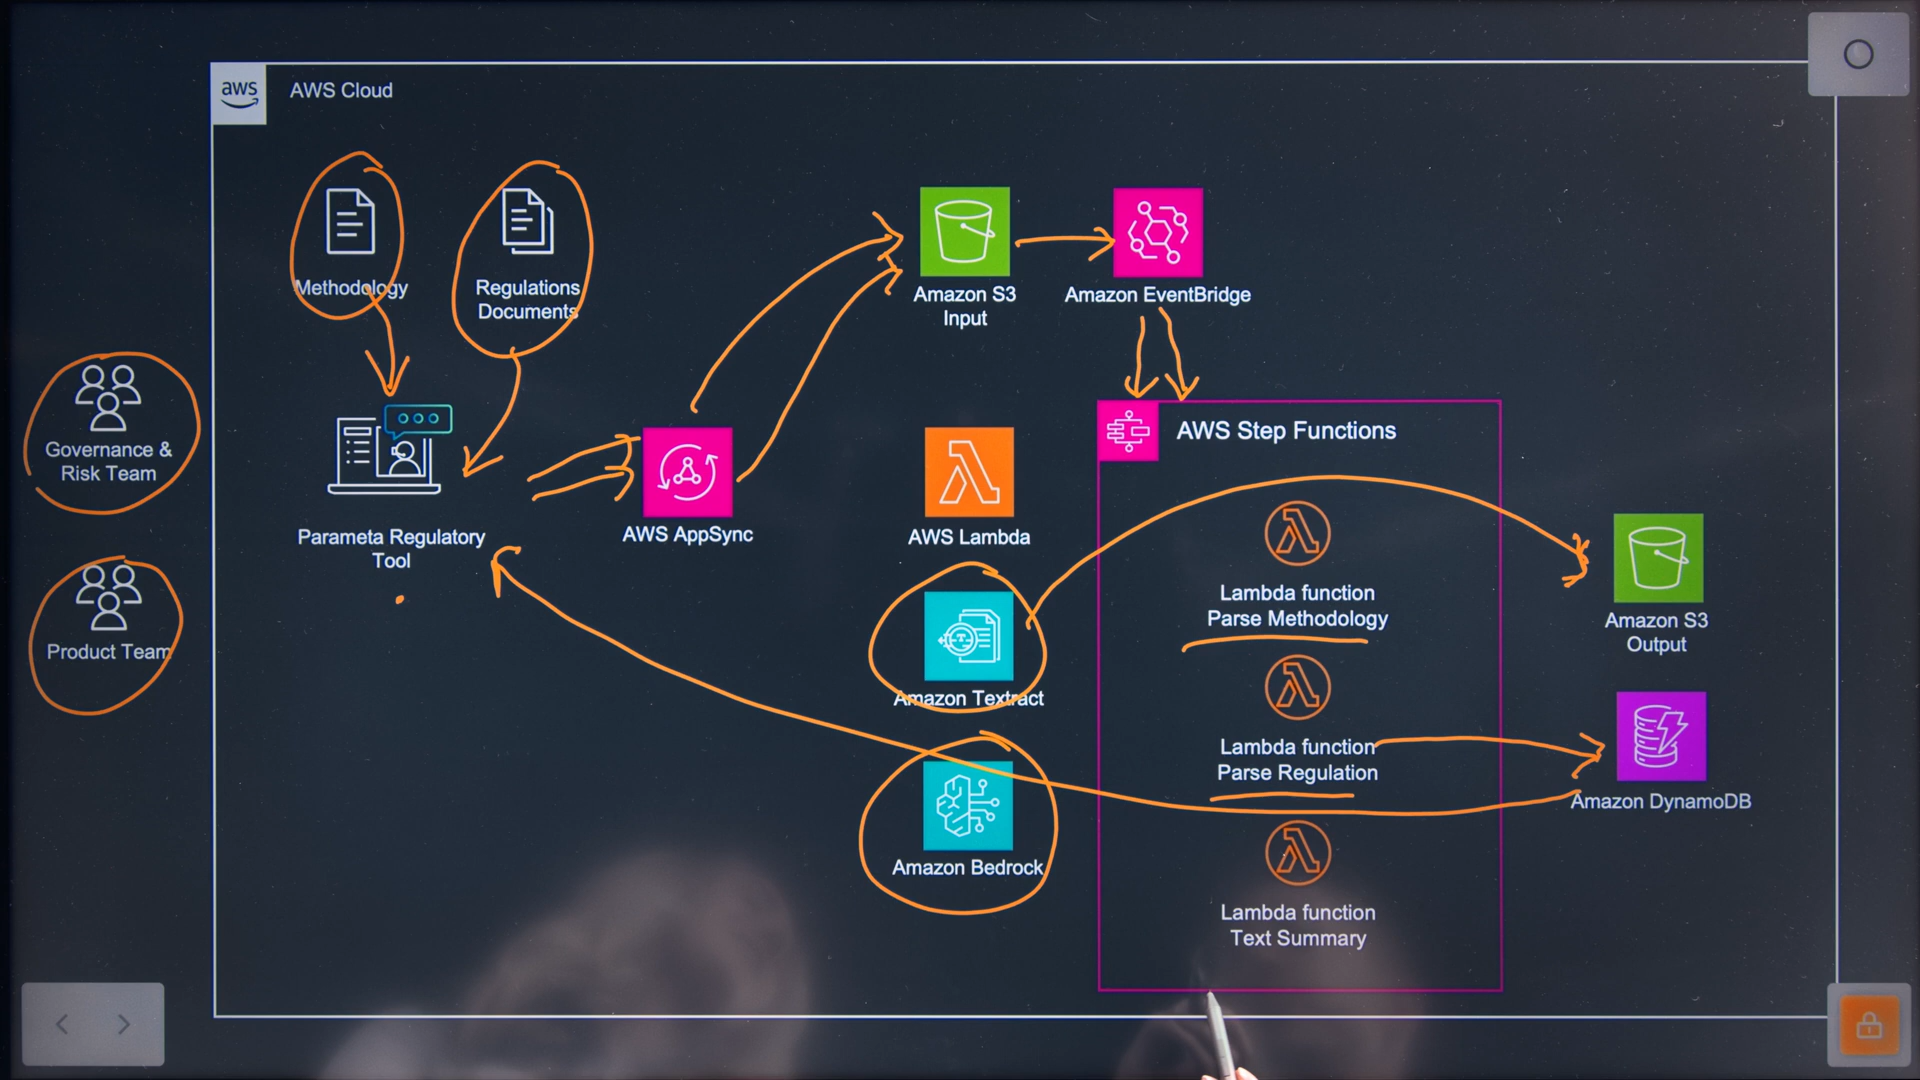 aws
AWS Cloud
Methodology
Regulations
Documents
Amazon S3
Input
Amazon EventBridge
Governance &
Risk Team
Product Team
Parameta Regulatory
Tool
AWS AppSync
AWS Lambda
Amazon Textract
Amazon Bedrock
AWS Step Functions
Lambda function
Parse Methodology
Lambda function
Parse Regulation
Lambda function
Text Summary
Amazon S3
Output
Amazon DynamoDB